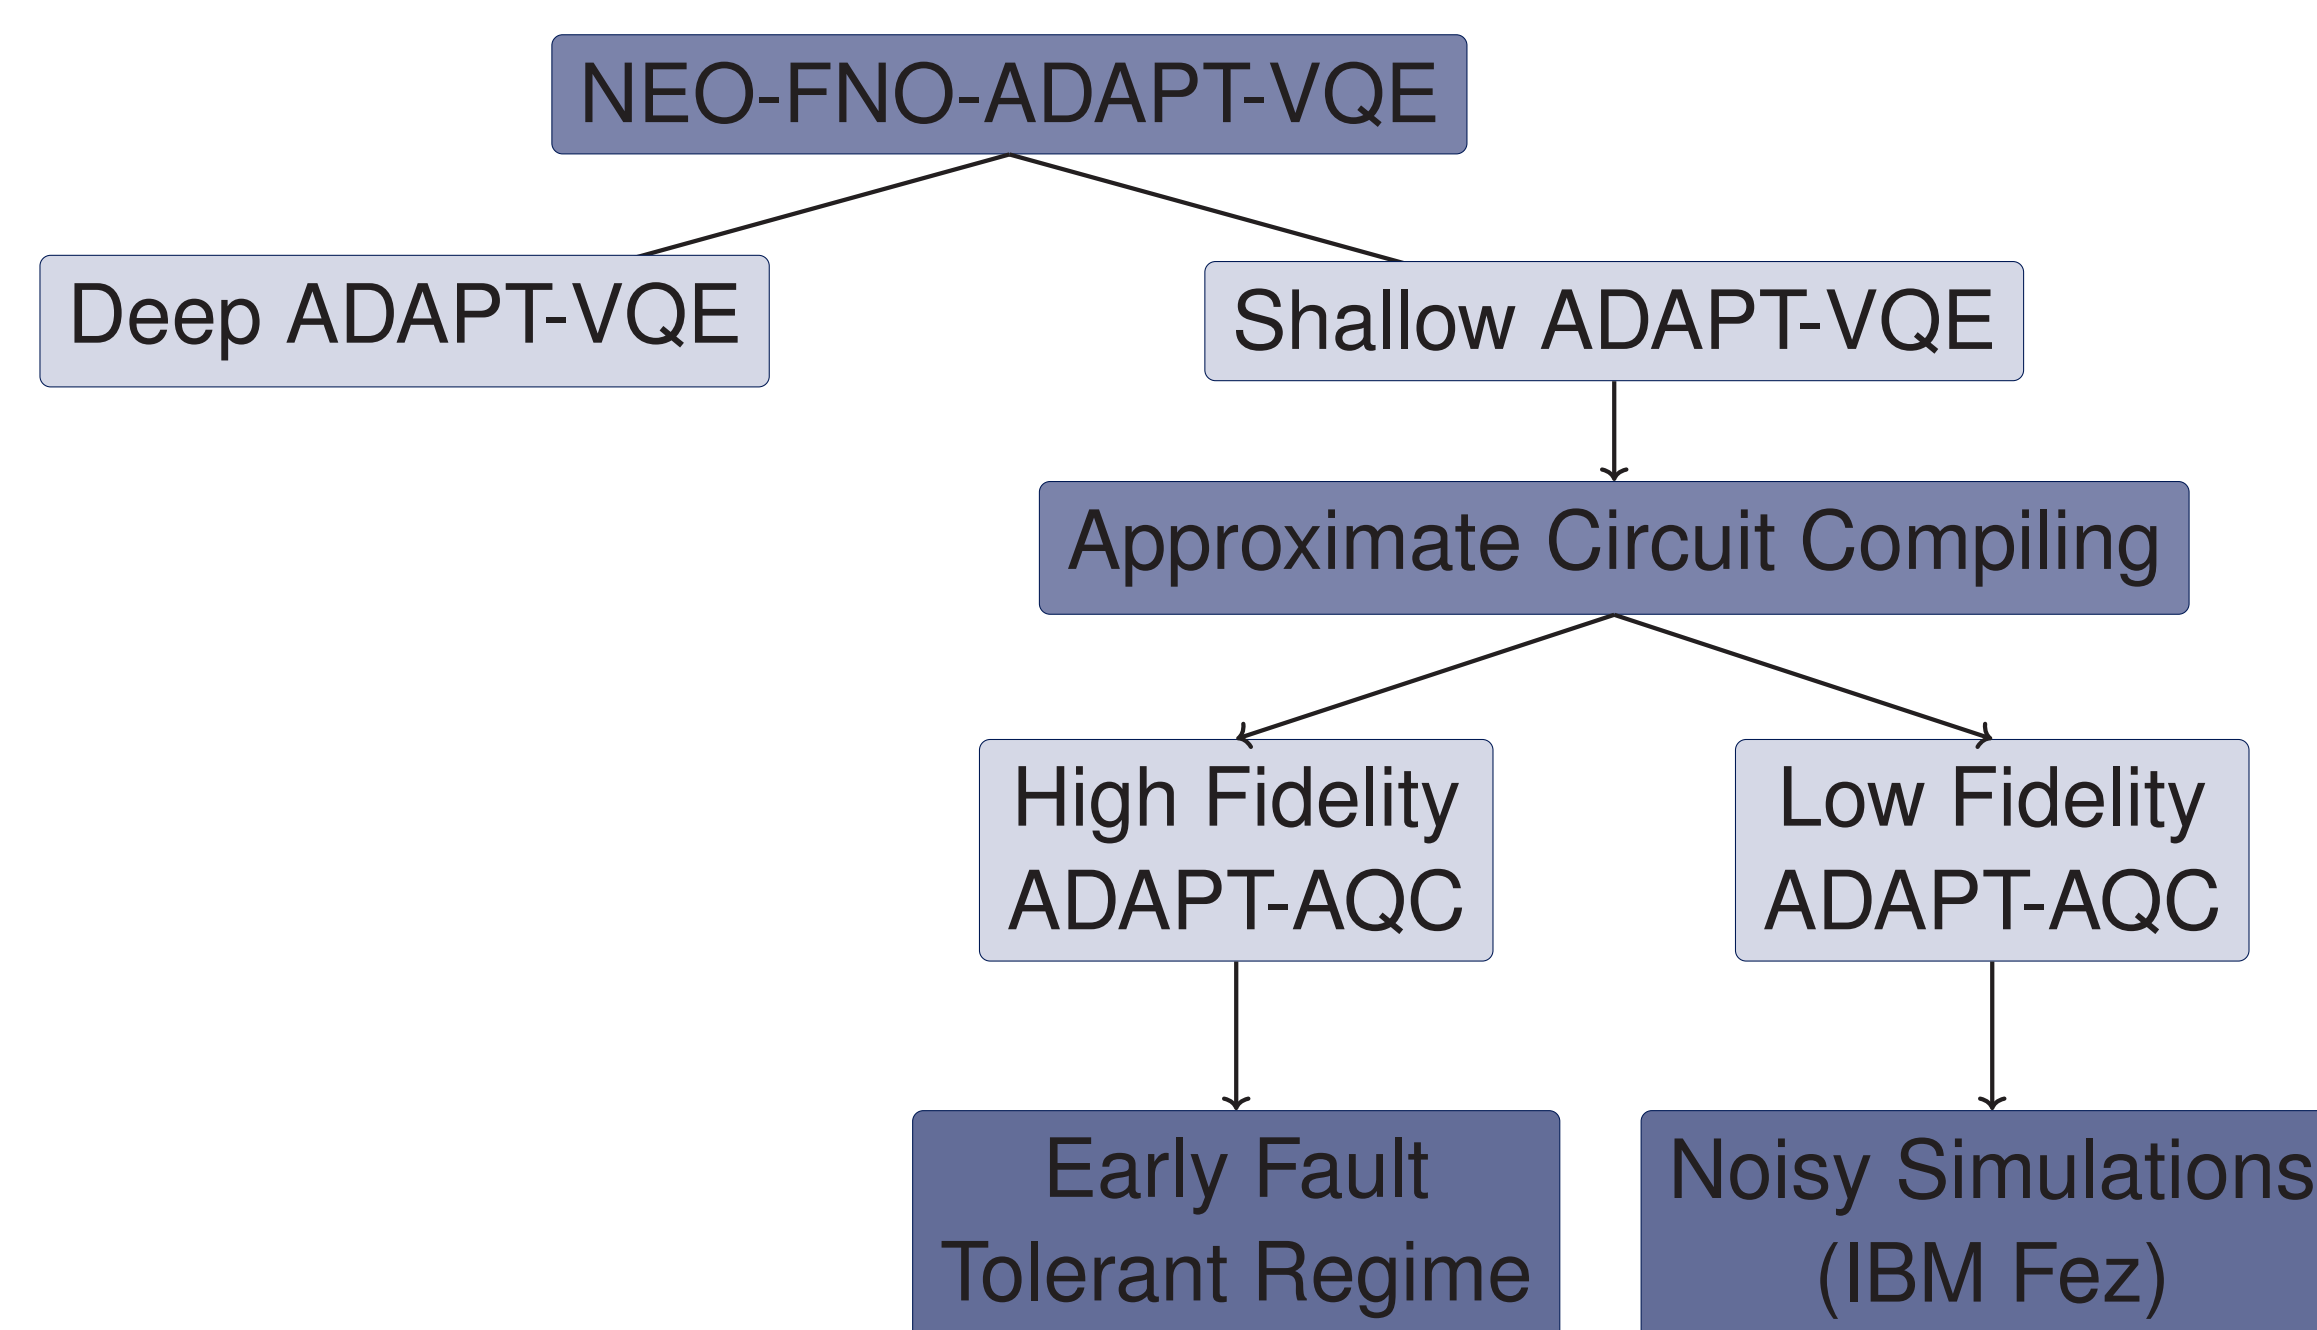 NEO-FNO-ADAPT-VQE
Deep ADAPT-VQE
Shallow ADAPT-VQE
Approximate Circuit Compiling
High Fidelity
ADAPT-AQC
Low Fidelity
ADAPT-AQC
Early Fault
Tolerant Regime
Noisy Simulations
(IBM Fez)